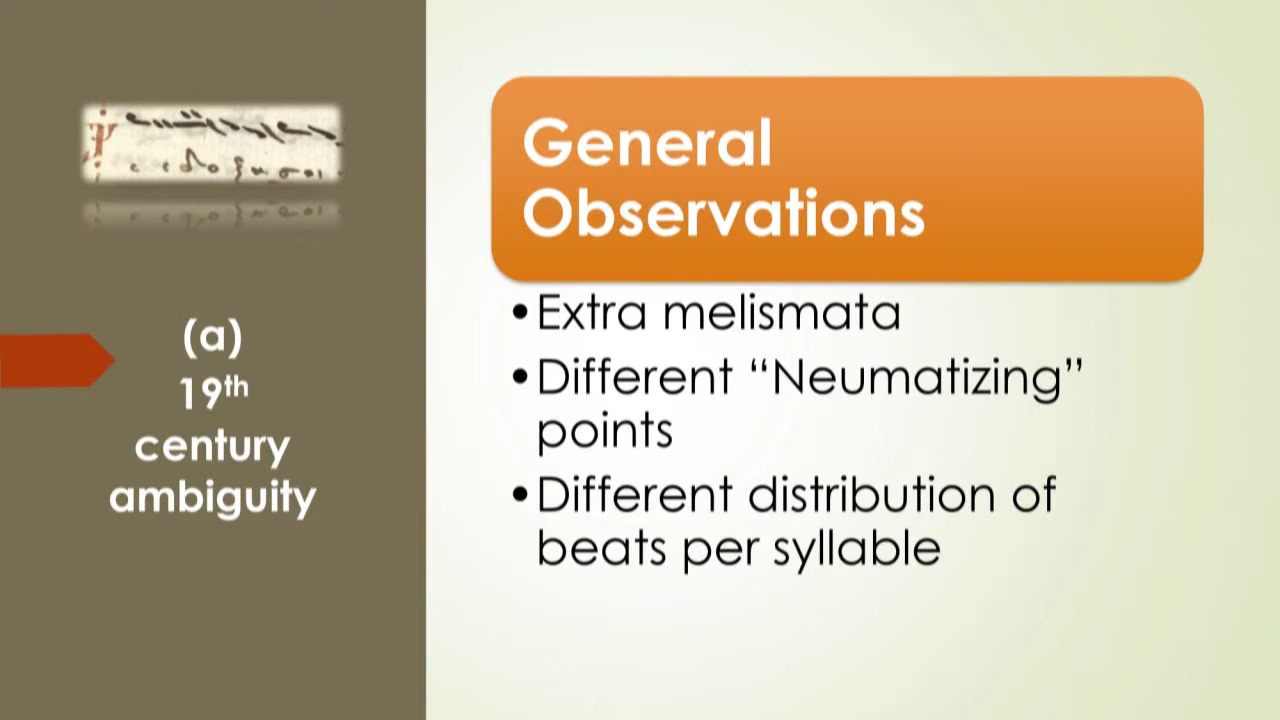 (a)
19th
century
ambiguity
General
Observations
•Extra melismata
•Different “Neumatizing”
points
•Different distribution of
beats per syllable